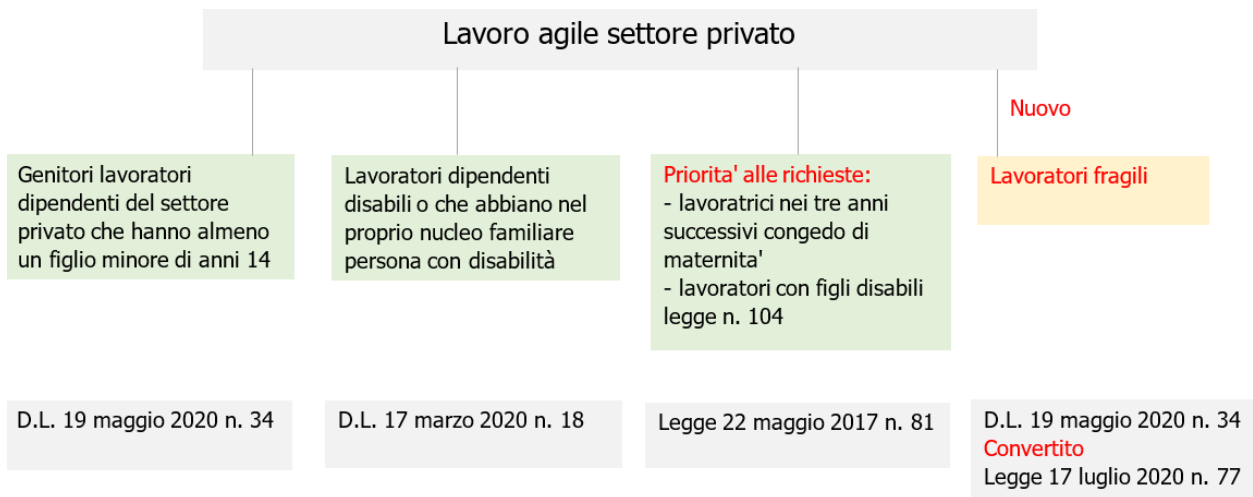 Lavoro agile settore privato
Nuovo
Genitori lavoratori
dipendenti del settore
privato che hanno almeno
un figlio minore di anni 14
Lavoratori dipendenti
disabili o che abbiano nel
proprio nucleo familiare
persona con disabilità
Priorita' alle richieste:
- lavoratrici nei tre anni
successivi congedo di
maternita'
- lavoratori con figli disabili
legge n. 104
Lavoratori fragili
D.L. 19 maggio 2020 n. 34
D.L. 17 marzo 2020 n. 18
Legge 22 maggio 2017 n. 81
D.L. 19 maggio 2020 n. 34
Convertito
Legge 17 luglio 2020 n. 77